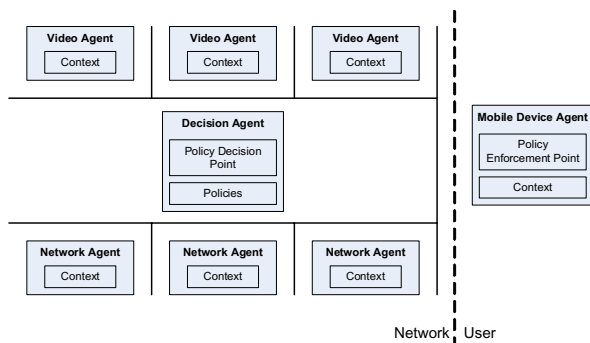 Video Agent
Context
Video Agent
Context
Video Agent
Context
Decision Agent
Policy Decision
Point
Policies
Mobile Device Agent
Policy
Enforcement Point
Context
Network Agent
Context
Network Agent
Context
Network Agent
Context
Network
User